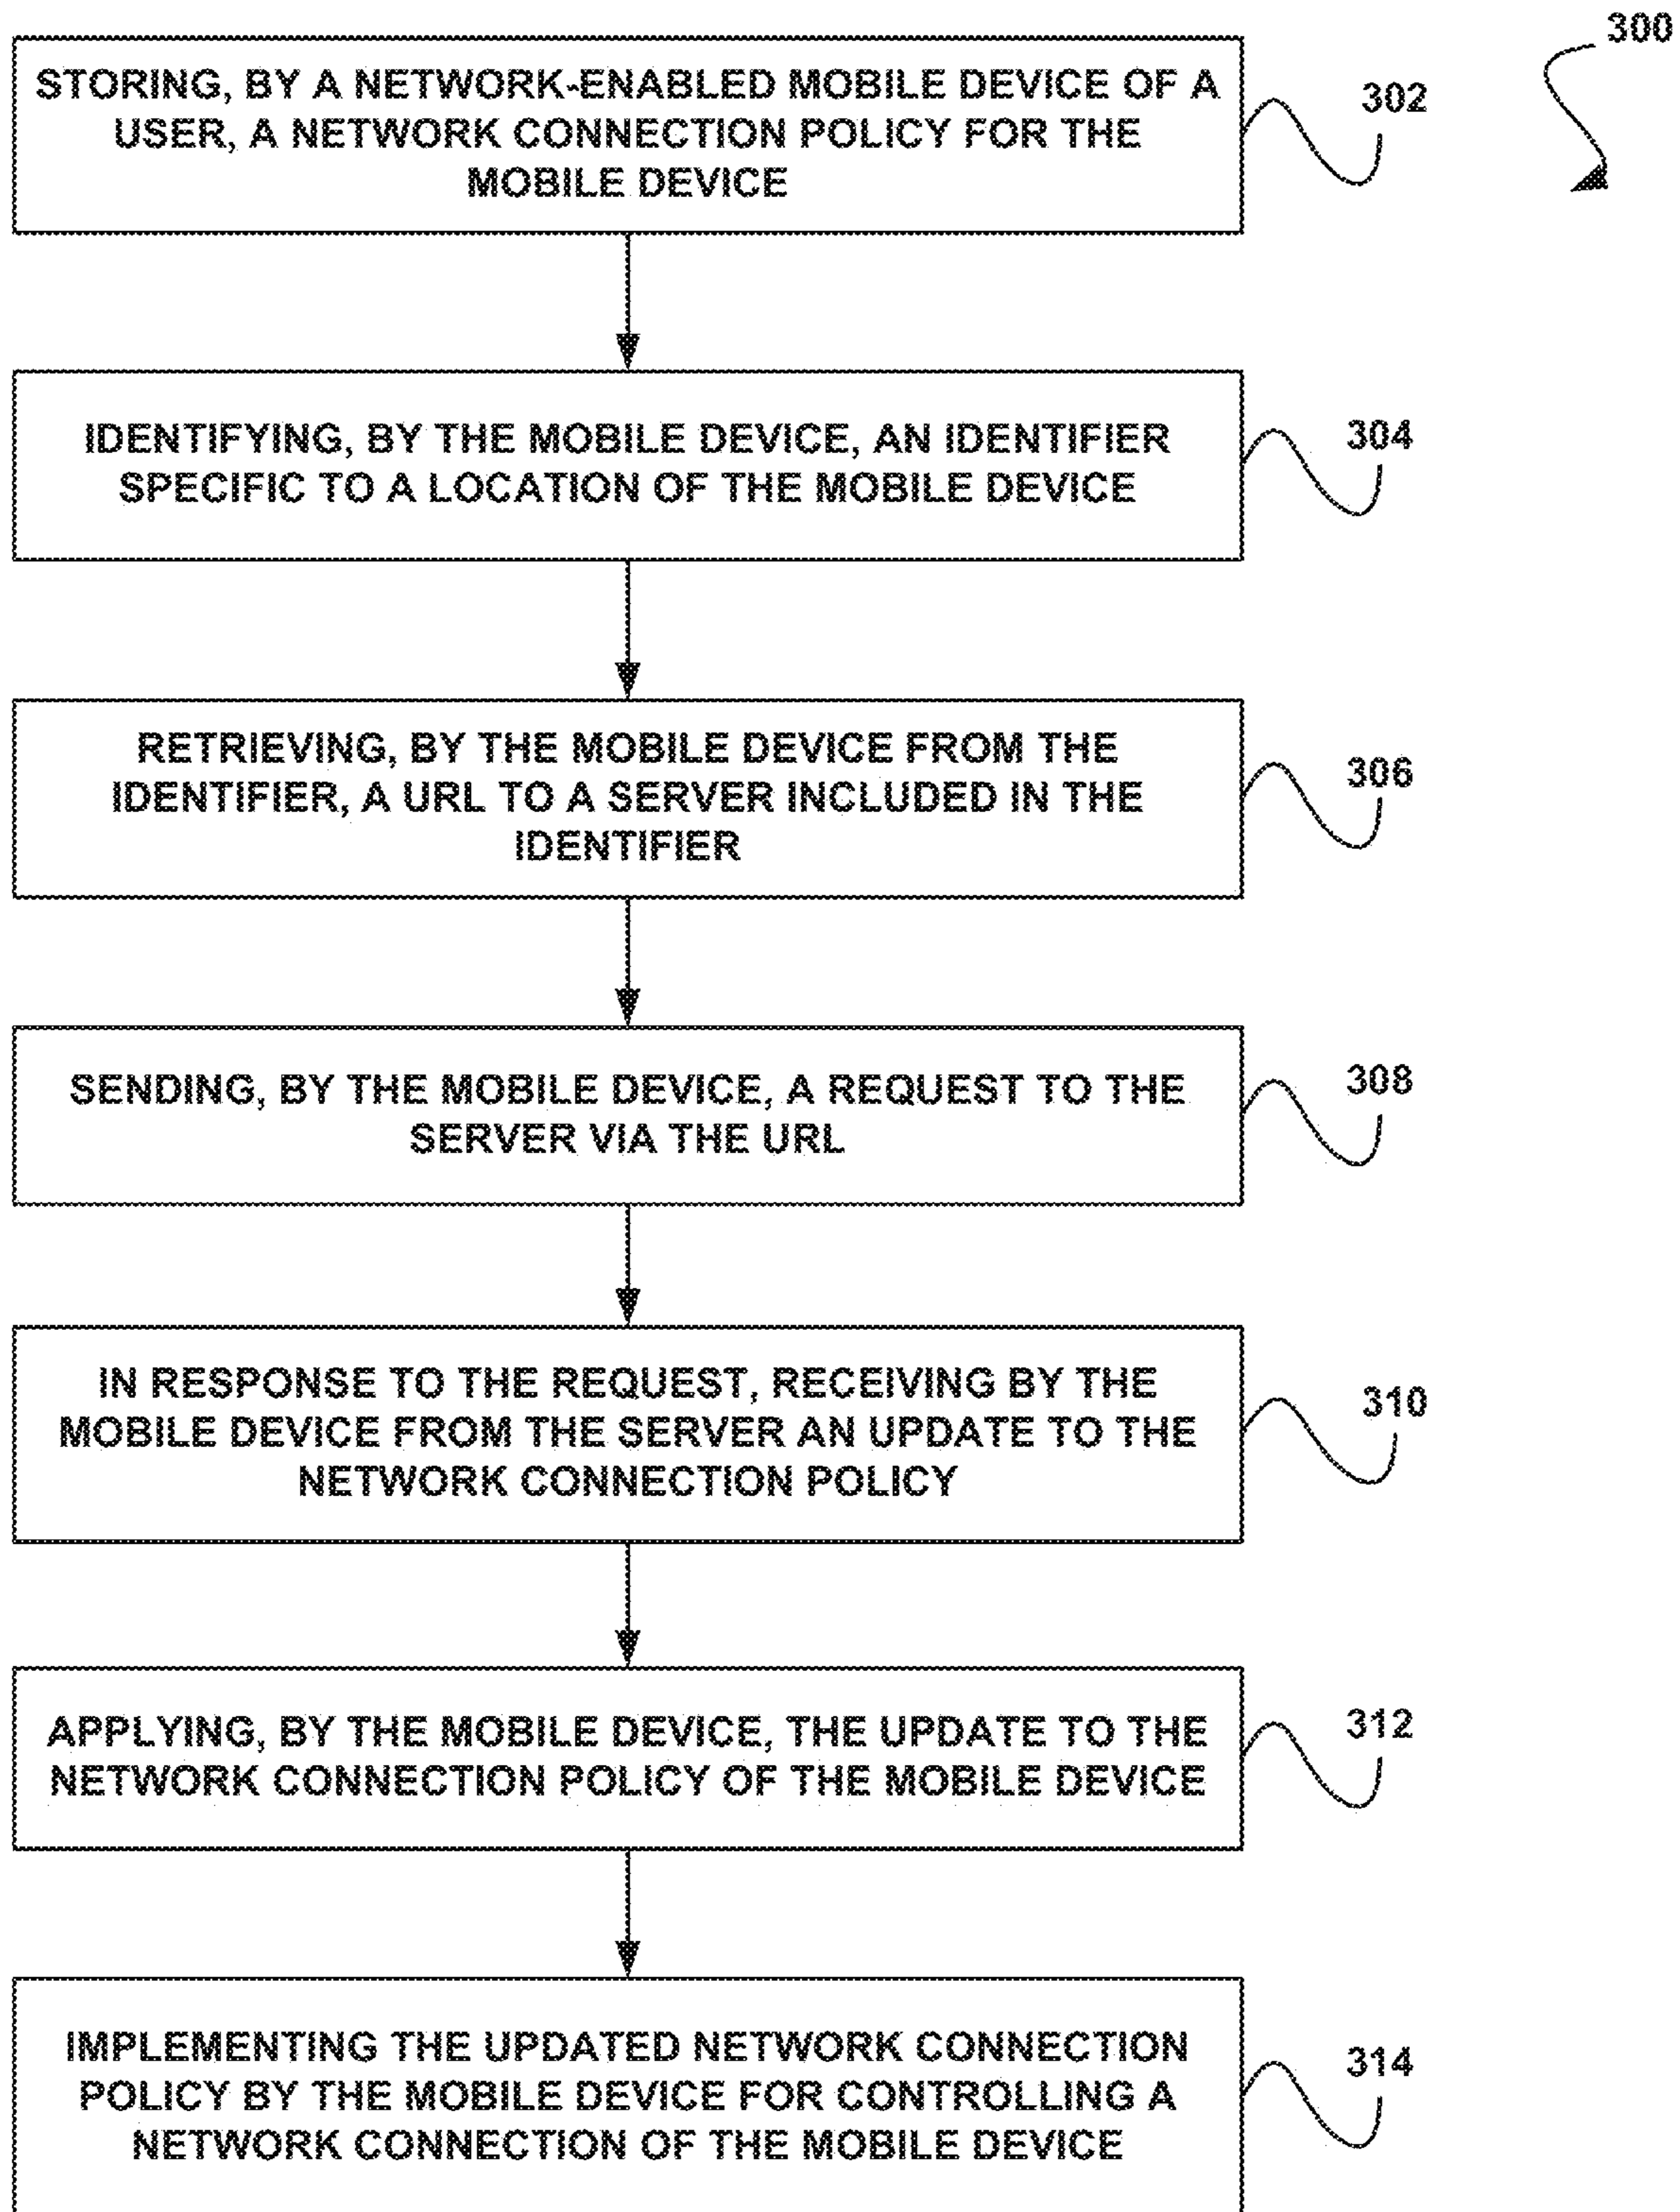 300
STORING, BY A NETWORK-ENABLED MOBILE DEVICE OF A
USER, A NETWORK CONNECTION POLICY FOR THE
MOBILE DEVICE
302
IDENTIFYING, BY THE MOBILE DEVICE, AN IDENTIFIER
SPECIFIC TO A LOCATION OF THE MOBILE DEVICE
304
RETRIEVING, BY THE MOBILE DEVICE FROM THE
IDENTIFIER, A URL TO A SERVER INCLUDED IN THE
IDENTIFIER
306
SENDING, BY THE MOBILE DEVICE, A REQUEST TO THE
SERVER VIA THE URL
308
IN RESPONSE TO THE REQUEST, RECEIVING BY THE
MOBILE DEVICE FROM THE SERVER AN UPDATE TO THE
NETWORK CONNECTION POLICY
310
APPLYING, BY THE MOBILE DEVICE, THE UPDATE TO THE
NETWORK CONNECTION POLICY OF THE MOBILE DEVICE
312
IMPLEMENTING THE UPDATED NETWORK CONNECTION
POLICY BY THE MOBILE DEVICE FOR CONTROLLING A
NETWORK CONNECTION OF THE MOBILE DEVICE
314